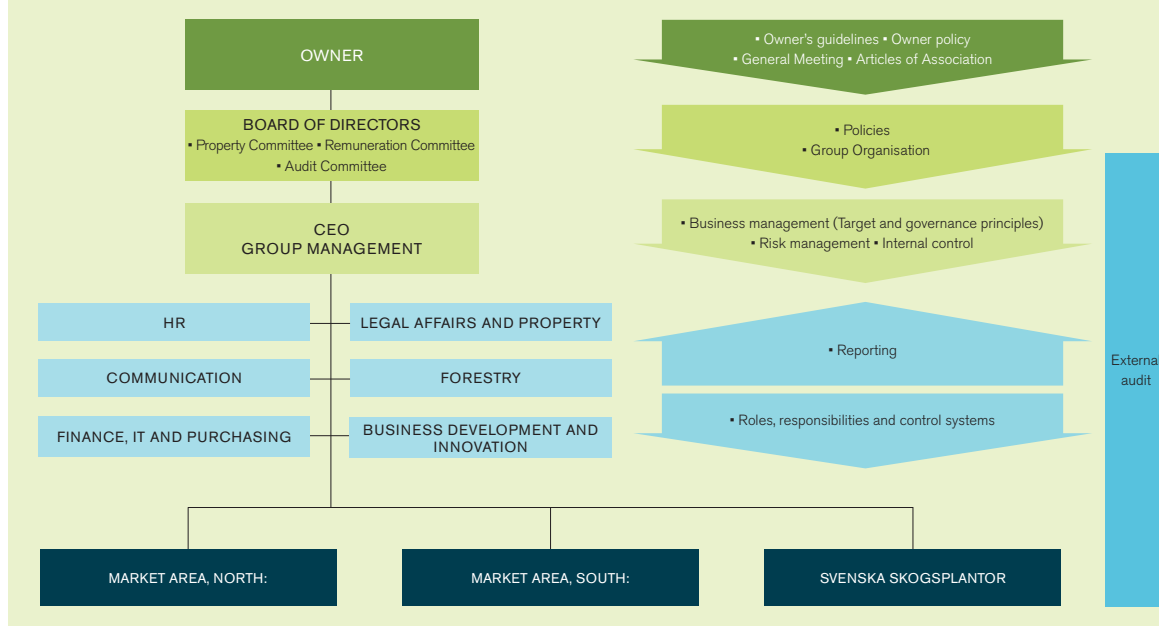 OWNER
BOARD OF DIRECTORS
▪ Property Committee ▪ Remuneration Committee
▪ Audit Committee
CEO
GROUP MANAGEMENT
HR
LEGAL AFFAIRS AND PROPERTY
COMMUNICATION
FORESTRY
FINANCE, IT AND PURCHASING
BUSINESS DEVELOPMENT AND
INNOVATION
MARKET AREA, NORTH:
MARKET AREA, SOUTH:
SVENSKA SKOGSPLANTOR
▪ Owner's guidelines ▪ Owner policy
▪ General Meeting ▪ Articles of Association
▪ Policies
▪ Group Organisation
▪ Business management (Target and governance principles)
▪ Risk management ▪ Internal control
▪ Reporting
▪ Roles, responsibilities and control systems
External
audit